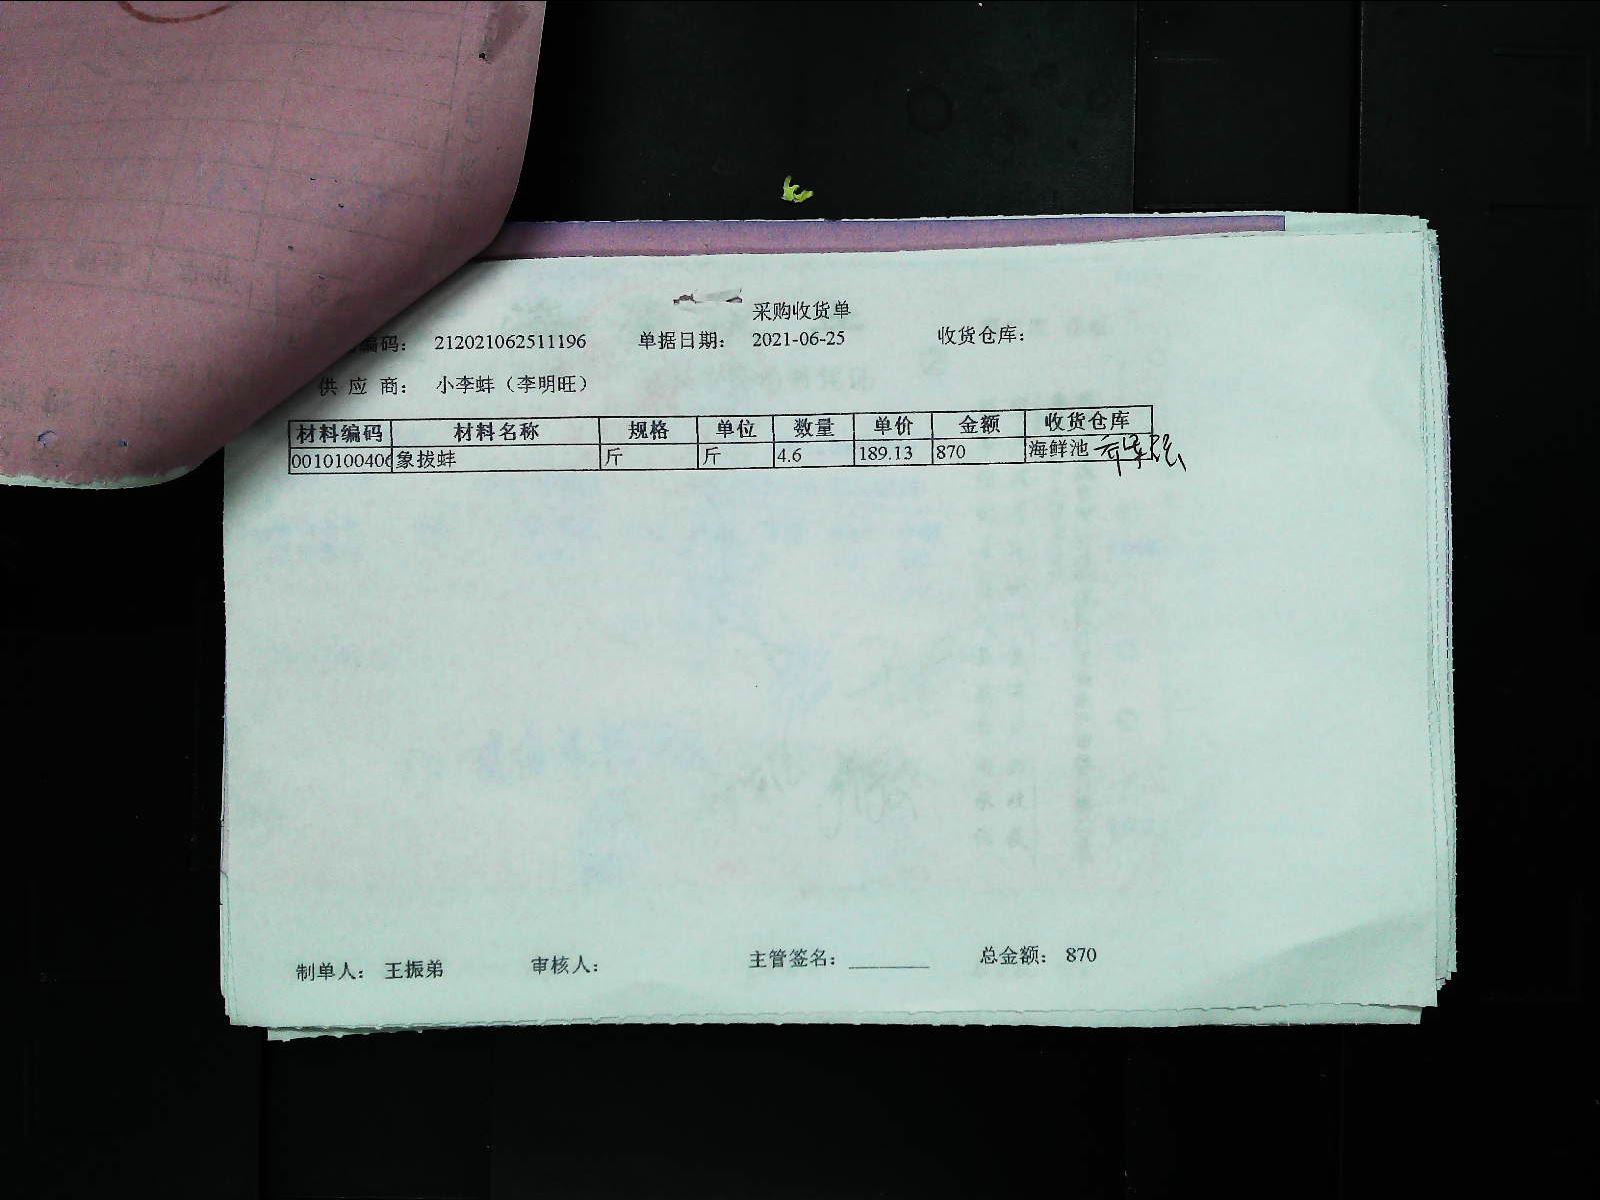 采购收货单
编码： 212021062511196 单据日期： 2021-06-25 收货仓库：
供 应 商： 小李蚌（李明旺）
材料编码 材料名称 规格 单位 数量 单价 金额 收货仓库
0010100406 象拔蚌 斤 斤 4.6 189.13 870 海鲜池
制单人： 王振弟 审核人： 主管签名： 总金额： 870